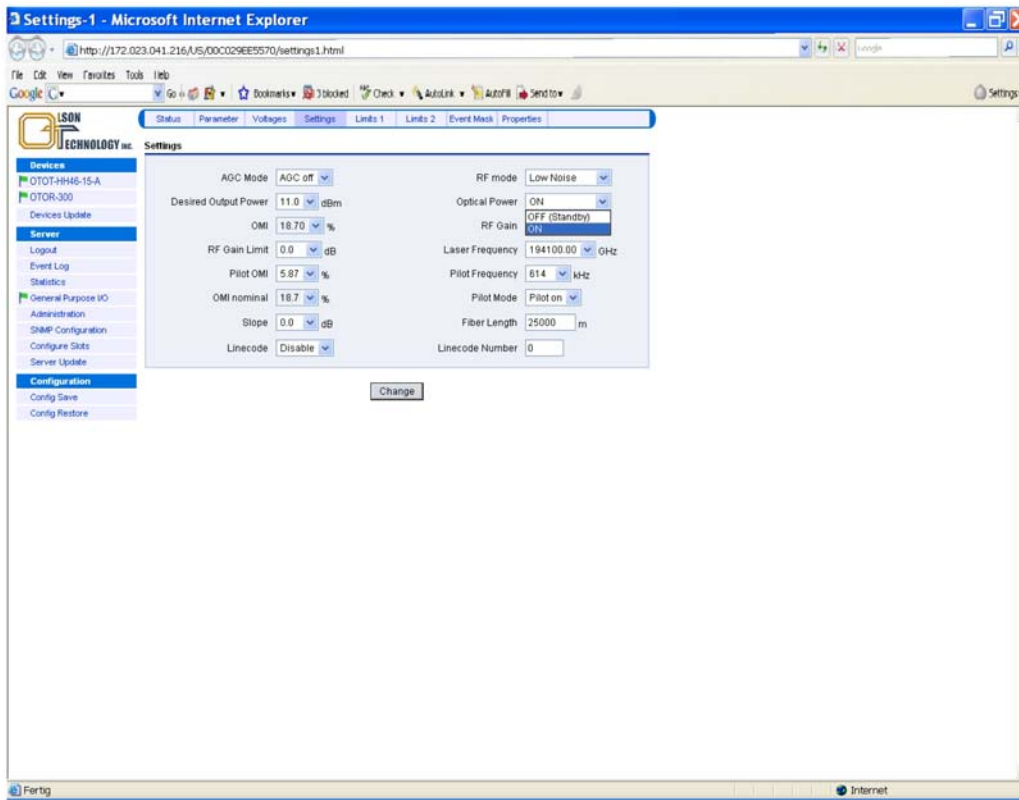 Settings-1 - Microsoft Internet Explorer
http://172.023.041.216/US/00C029EE5570/settings1.html
Google
File Edit View Favorites Tools Help
Google Go Bookmarks 3 blocked Check AutoLink AutoFill Send to Settings
OLSON TECHNOLOGY INC.
Status Parameter Voltages Settings Limits 1 Limits 2 Event Mask Properties
Settings
Devices
OTOT-HH46-15-A
OTOR-300
Devices Update
Server
Logout
Event Log
Statistics
General Purpose I/O
Administration
SNMP Configuration
Configure Slots
Server Update
Configuration
Config Save
Config Restore
AGC Mode AGC off RF mode Low Noise
Desired Output Power 11.0 dBm Optical Power ON
OFF (Standby)
ON
OMI 18.70 % RF Gain
RF Gain Limit 0.0 dB Laser Frequency 194100.00 GHz
Pilot OMI 5.87 % Pilot Frequency 614 kHz
OMI nominal 18.7 % Pilot Mode Pilot on
Slope 0.0 dB Fiber Length 25000 m
Linecode Disable Linecode Number 0
Change
Fertig Internet